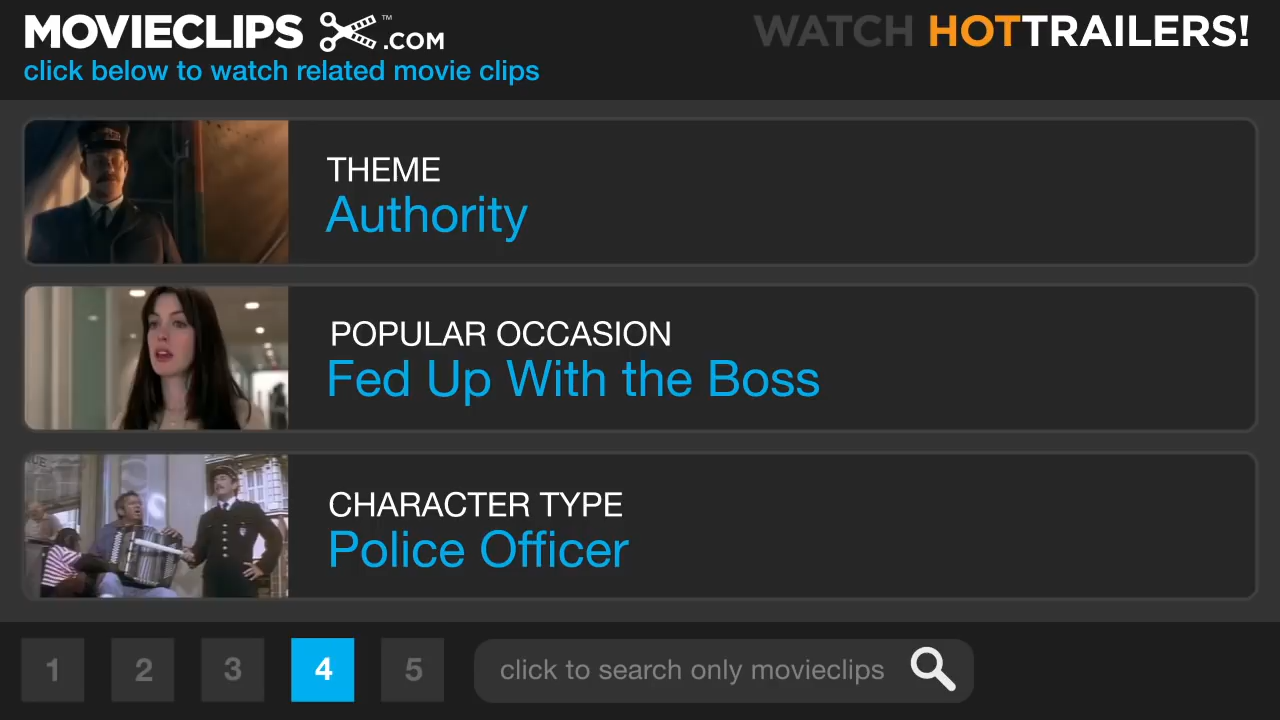 MOVIECLIPS ™ .COM
WATCH HOTTRAILERS!
click below to watch related movie clips
THEME
Authority
POPULAR OCCASION
Fed Up With the Boss
CHARACTER TYPE
Police Officer
1 2 3 4 5 click to search only movieclips